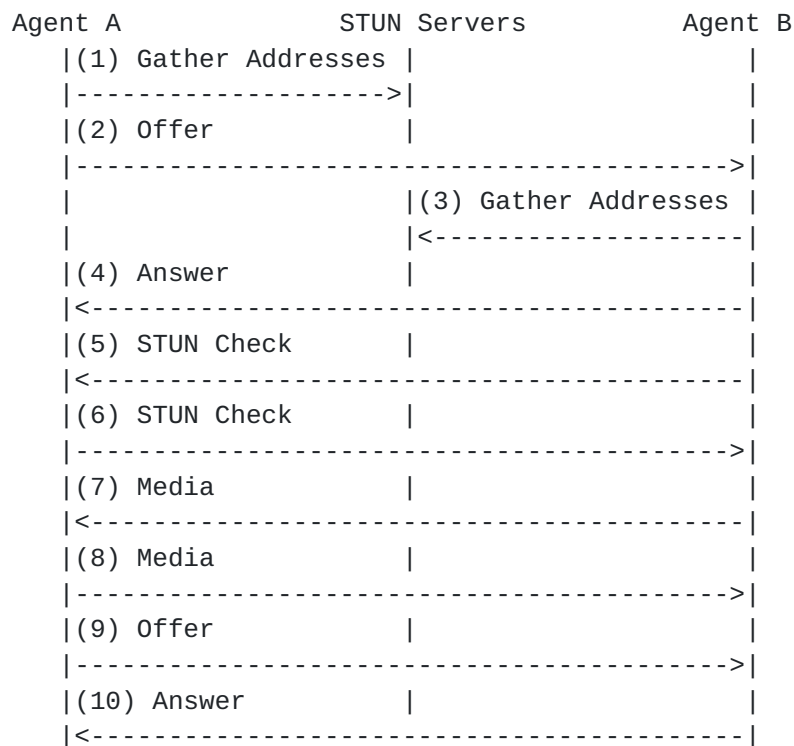 Agent A              STUN Servers          Agent B
   |(1) Gather Addresses |                     |
   |-------------------->|                     |
   |(2) Offer            |                     |
   |------------------------------------------>|
   |                     |(3) Gather Addresses |
   |                     |<--------------------|
   |(4) Answer           |                     |
   |<------------------------------------------|
   |(5) STUN Check       |                     |
   |<------------------------------------------|
   |(6) STUN Check       |                     |
   |------------------------------------------>|
   |(7) Media            |                     |
   |<------------------------------------------|
   |(8) Media            |                     |
   |------------------------------------------>|
   |(9) Offer            |                     |
   |------------------------------------------>|
   |(10) Answer          |                     |
   |<------------------------------------------|